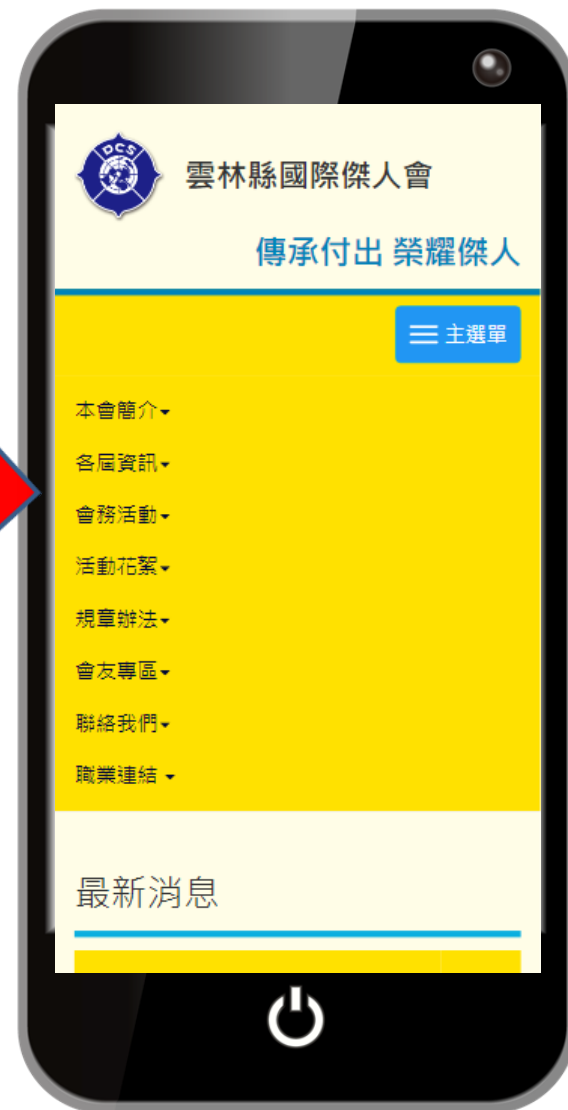 DCS
雲林縣國際傑人會
傳承付出 榮耀傑人
主選單
本會簡介
各屆資訊
會務活動
活動花絮
規章辦法
會友專區
聯絡我們
職業連結
最新消息